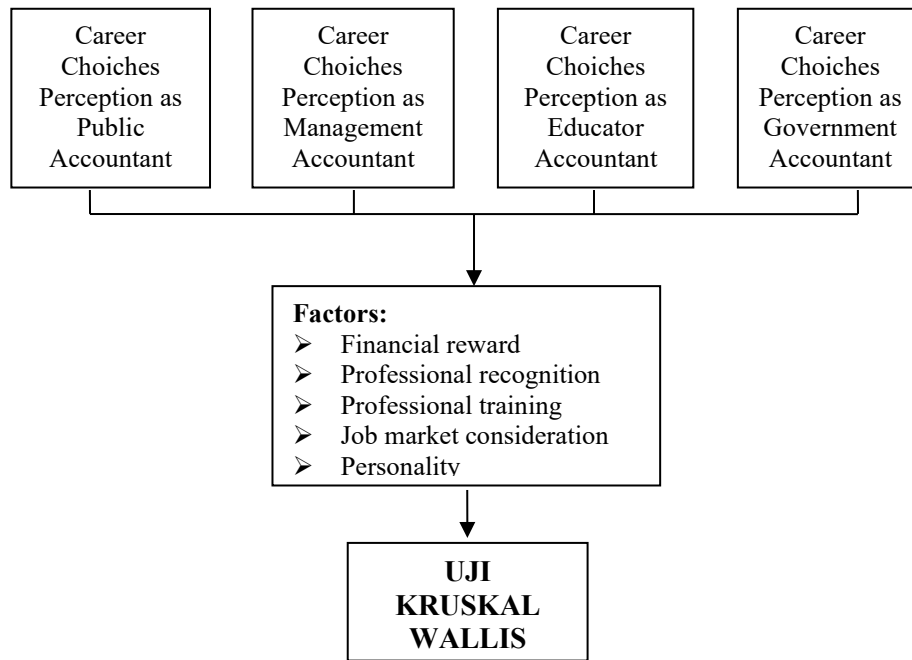 Career
Choiches
Perception as
Public
Accountant
Career
Choiches
Perception as
Management
Accountant
Career
Choiches
Perception as
Educator
Accountant
Career
Choiches
Perception as
Government
Accountant
Factors:
➢ Financial reward
➢ Professional recognition
➢ Professional training
➢ Job market consideration
➢ Personality
UJI
KRUSKAL
WALLIS